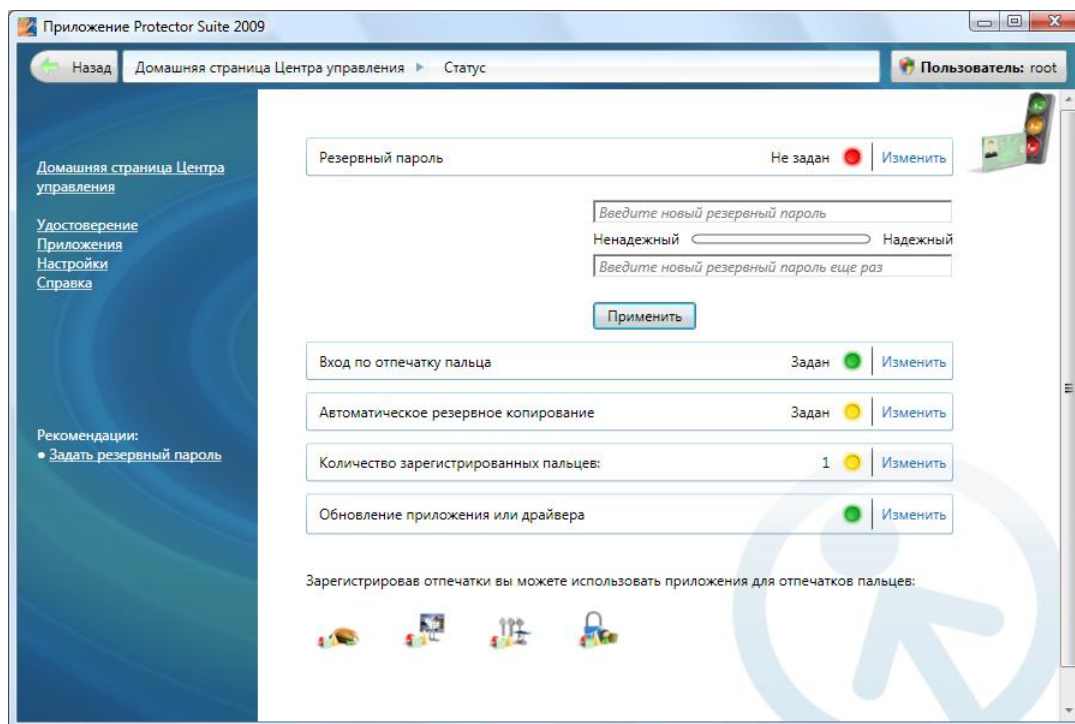 Приложение Protector Suite 2009
Назад
Домашняя страница Центра управления
Статус
Пользователь: root
Домашняя страница Центра
управления
Удостоверение
Приложения
Настройки
Справка
Рекомендации:
• Задать резервный пароль
Резервный пароль Не задан Изменить
Введите новый резервный пароль
Ненадежный Надежный
Введите новый резервный пароль еще раз
Применить
Вход по отпечатку пальца Задан Изменить
Автоматическое резервное копирование Задан Изменить
Количество зарегистрированных пальцев: 1 Изменить
Обновление приложения или драйвера Изменить
Зарегистрировав отпечатки вы можете использовать приложения для отпечатков пальцев: